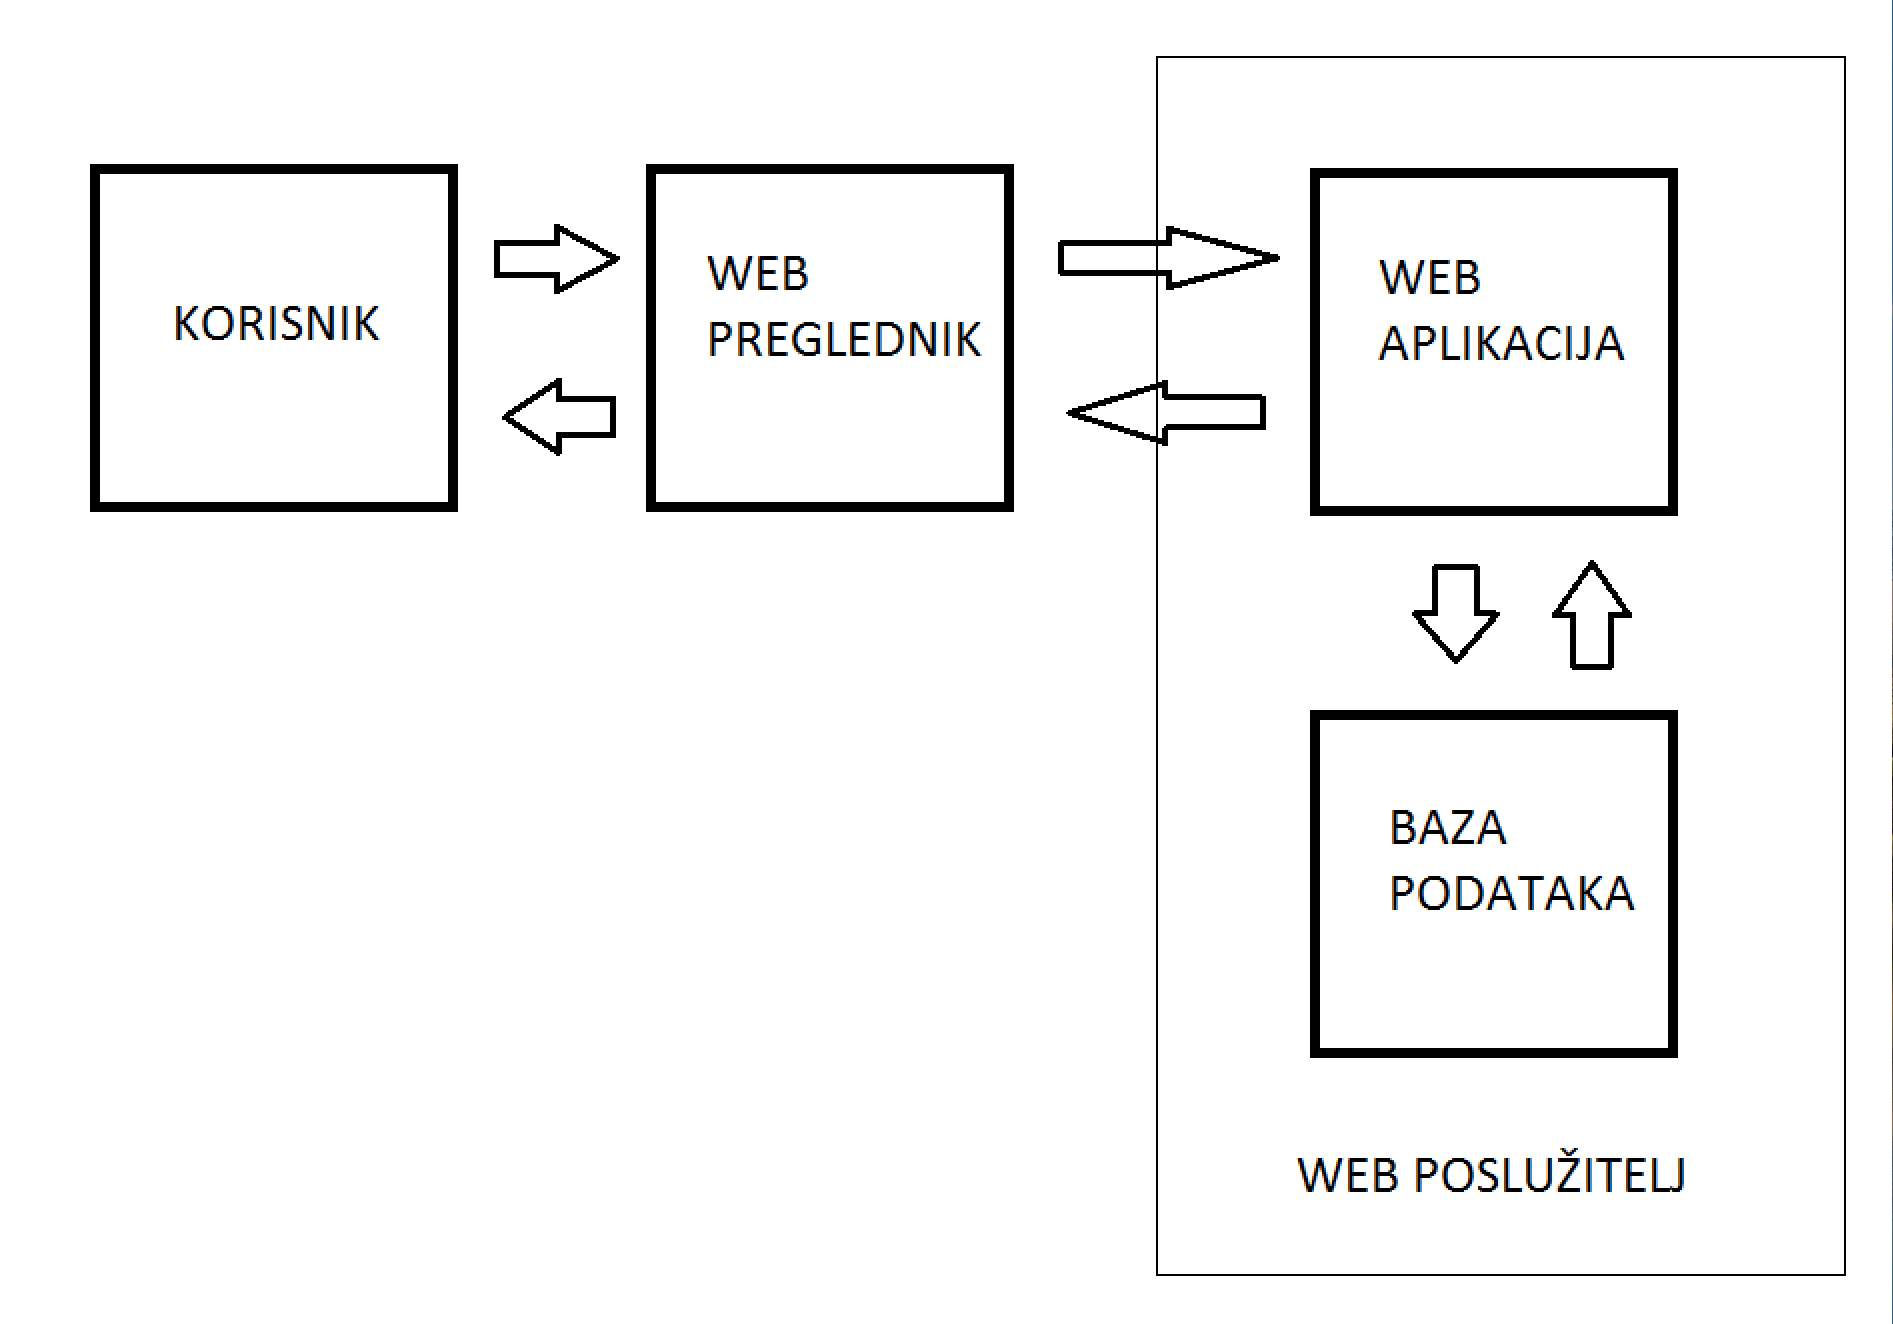 KORISNIK
WEB
PREGLEDNIK
WEB
APLIKACIJA
BAZA
PODATAKA
WEB POSLUŽITELJ